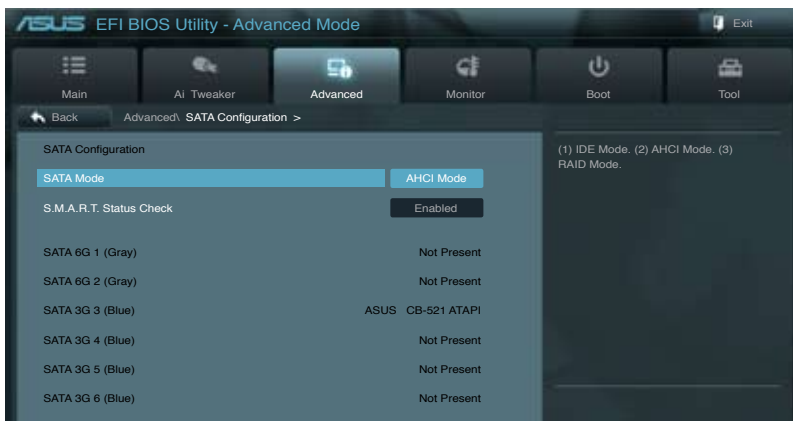 ASUS EFI BIOS Utility - Advanced Mode
Exit
Main
Ai Tweaker
Advanced
Monitor
Boot
Tool
Back
Advanced\ SATA Configuration >
SATA Configuration
(1) IDE Mode. (2) AHCI Mode. (3)
RAID Mode.
SATA Mode AHCI Mode
S.M.A.R.T. Status Check Enabled
SATA 6G 1 (Gray) Not Present
SATA 6G 2 (Gray) Not Present
SATA 3G 3 (Blue) ASUS CB-521 ATAPI
SATA 3G 4 (Blue) Not Present
SATA 3G 5 (Blue) Not Present
SATA 3G 6 (Blue) Not Present